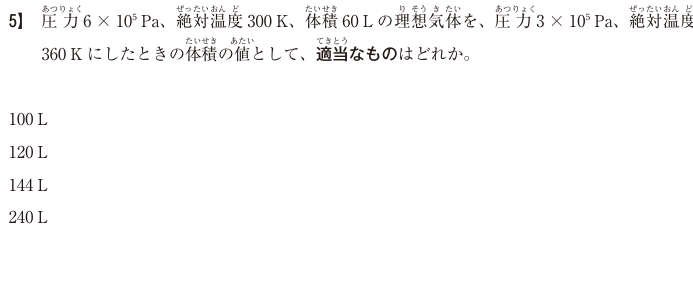 5】 圧力 6 × 10⁵ Pa、絶対温度 300 K、体積 60 L の理想気体を、圧力 3 × 10⁵ Pa、絶対温度
360 K にしたときの体積の値として、適当なものはどれか。
100 L
120 L
144 L
240 L